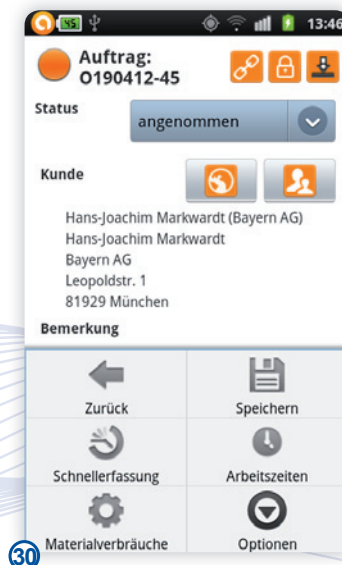 45
13:46
Auftrag:
O190412-45
Status
angenommen
Kunde
Hans-Joachim Markwardt (Bayern AG)
Hans-Joachim Markwardt
Bayern AG
Leopoldstr. 1
81929 München
Bemerkung
Zurück
Speichern
Schnellerfassung
Arbeitszeiten
Materialverbräuche
Optionen
30